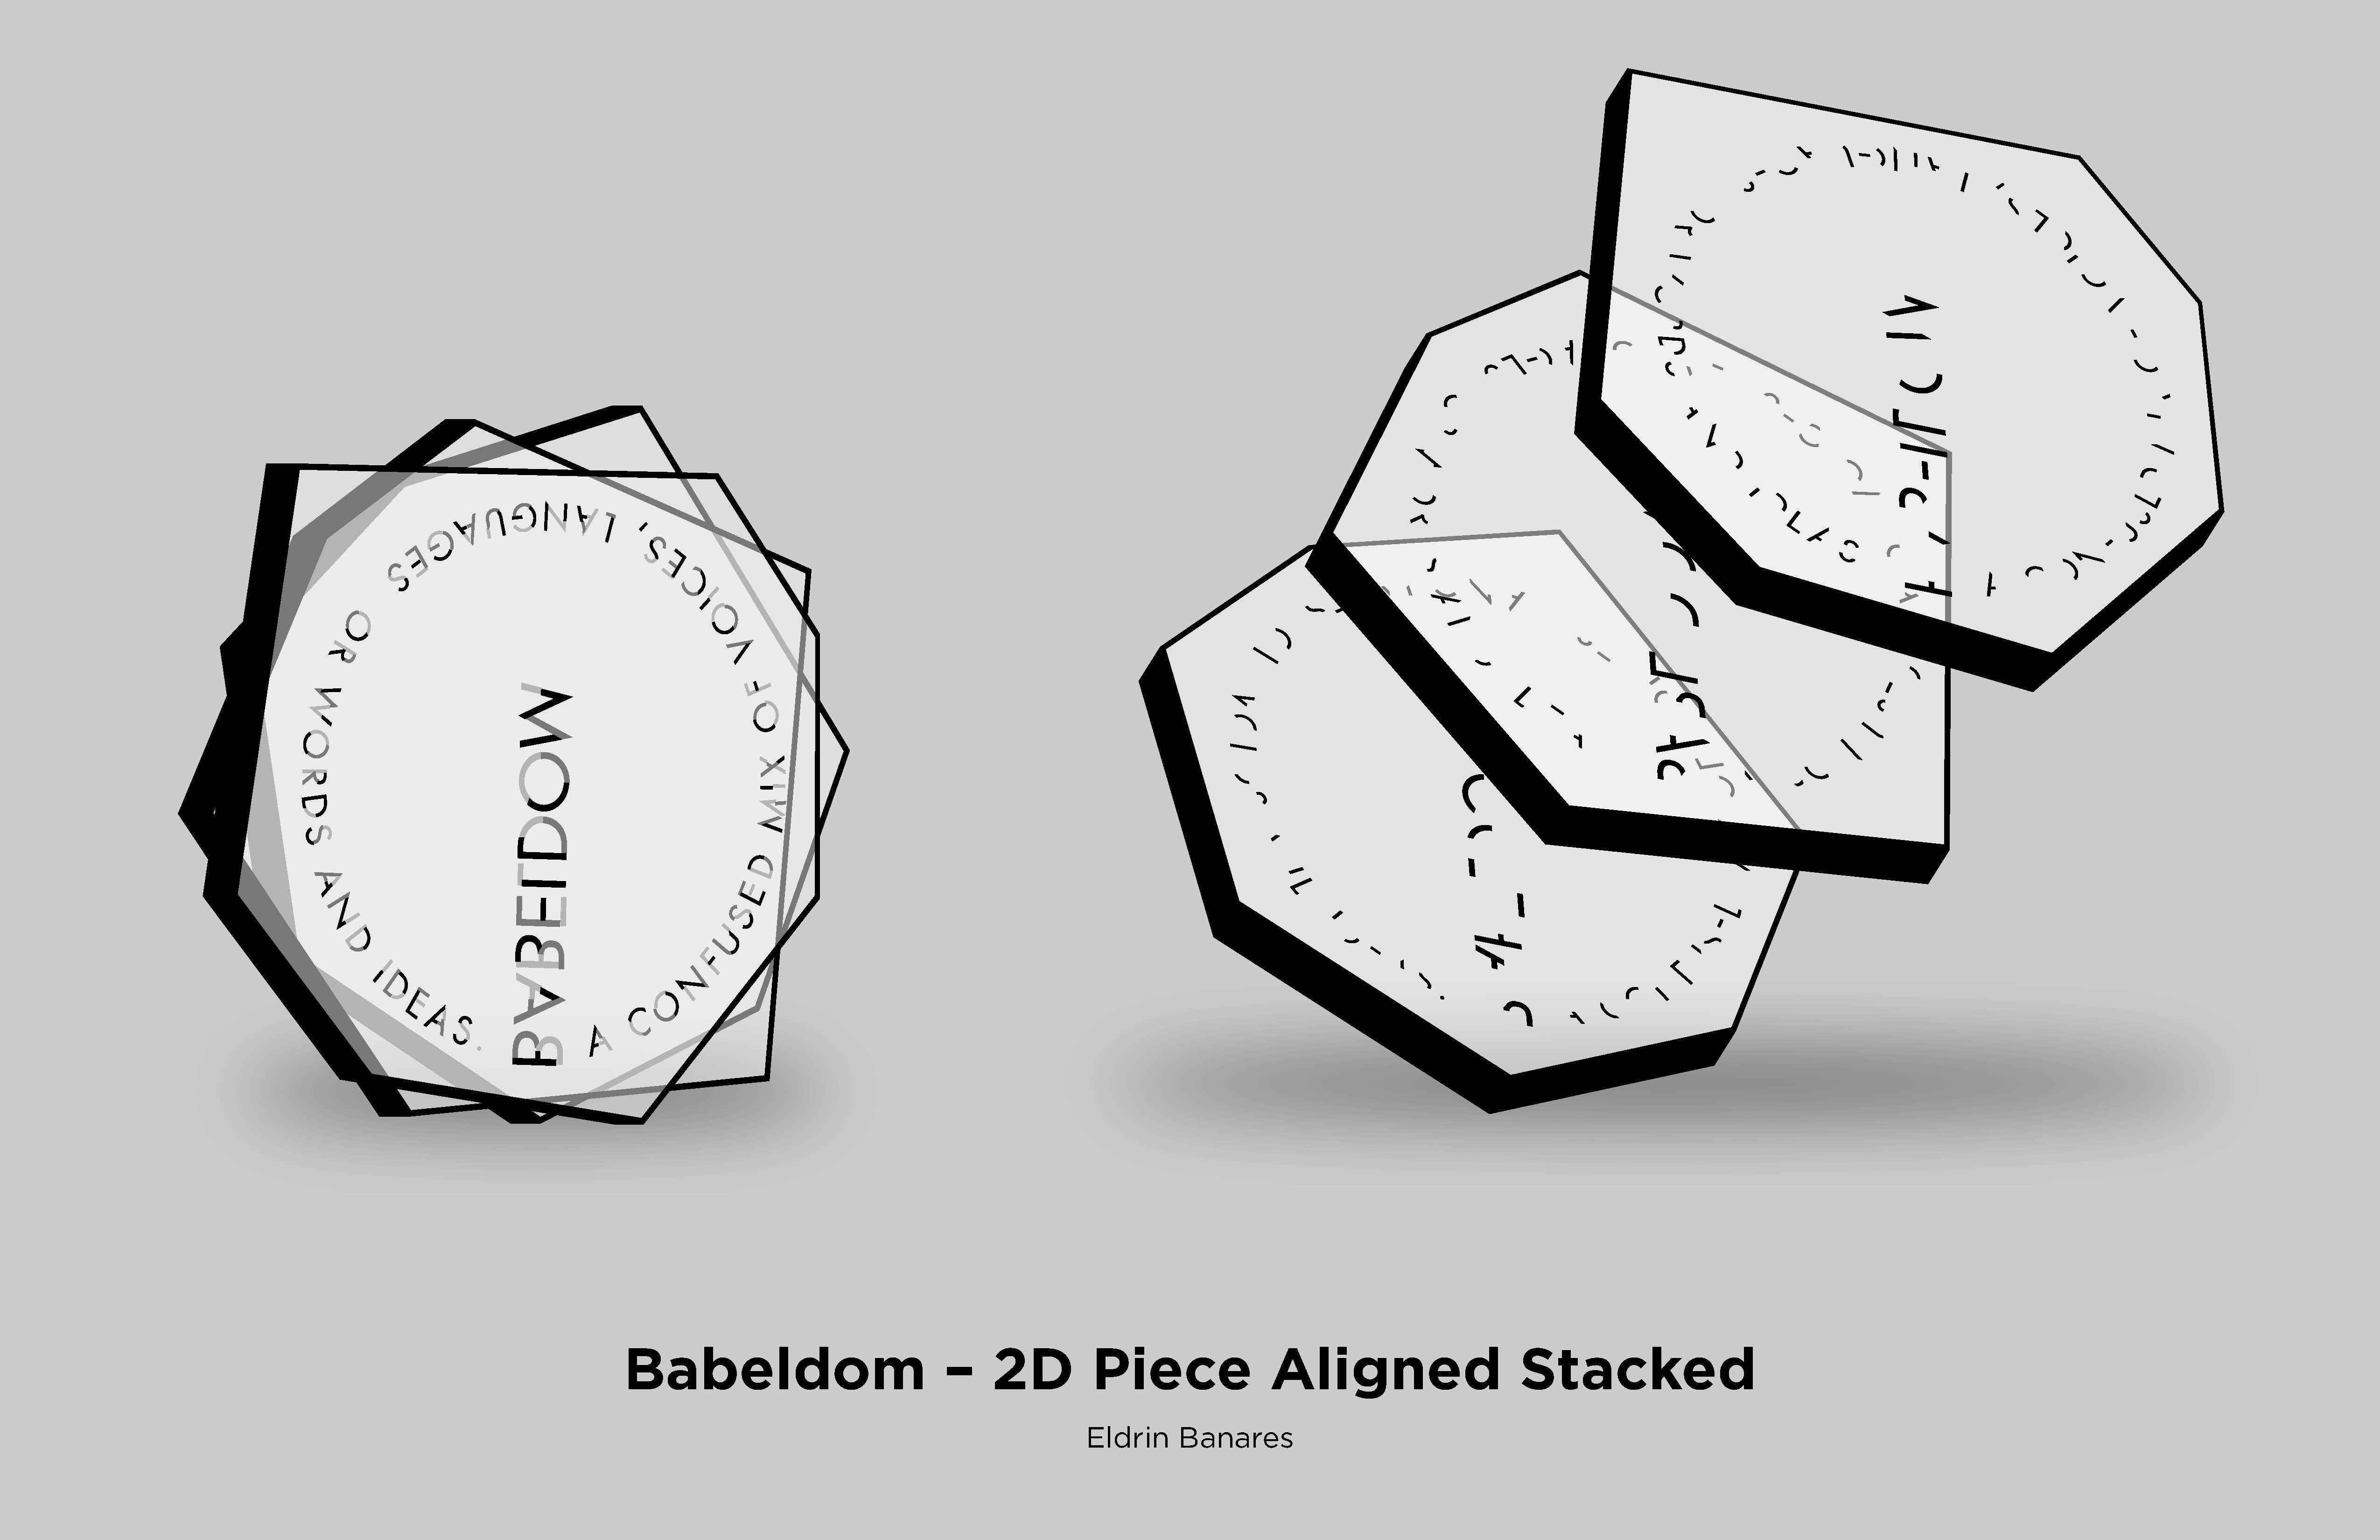 BABELDOM
A CONFUSED MIX OF VOICES, LANGUAGES OR WORDS AND IDEAS.
Babeldom – 2D Piece Aligned Stacked
Eldrin Banares